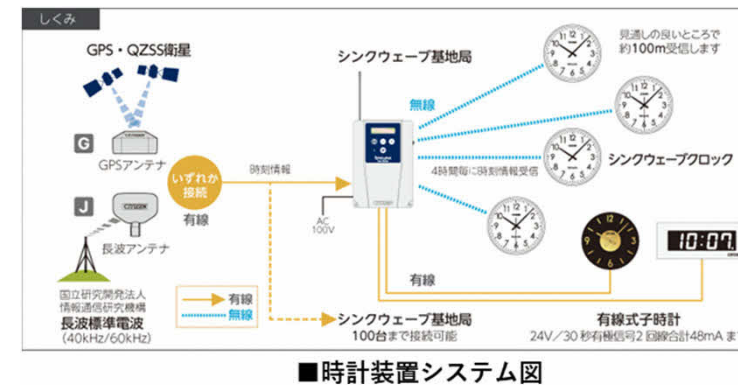 しくみ
GPS・QZSS衛星
G
GPSアンテナ
J
CITIZEN
長波アンテナ
国立研究開発法人
情報通信研究機構
長波標準電波
(40kHz/60kHz)
いずれか
接続
有線
時刻情報
有線
無線
シンクウェーブ基地局
AC
100V
無線
見通しの良いところで
約100m受信します
4時間毎に時刻情報受信
シンクウェーブクロック
有線
シンクウェーブ基地局
100台まで接続可能
10:07
有線式子時計
24V／30秒有極信号2回線合計48mAま
■時計装置システム図